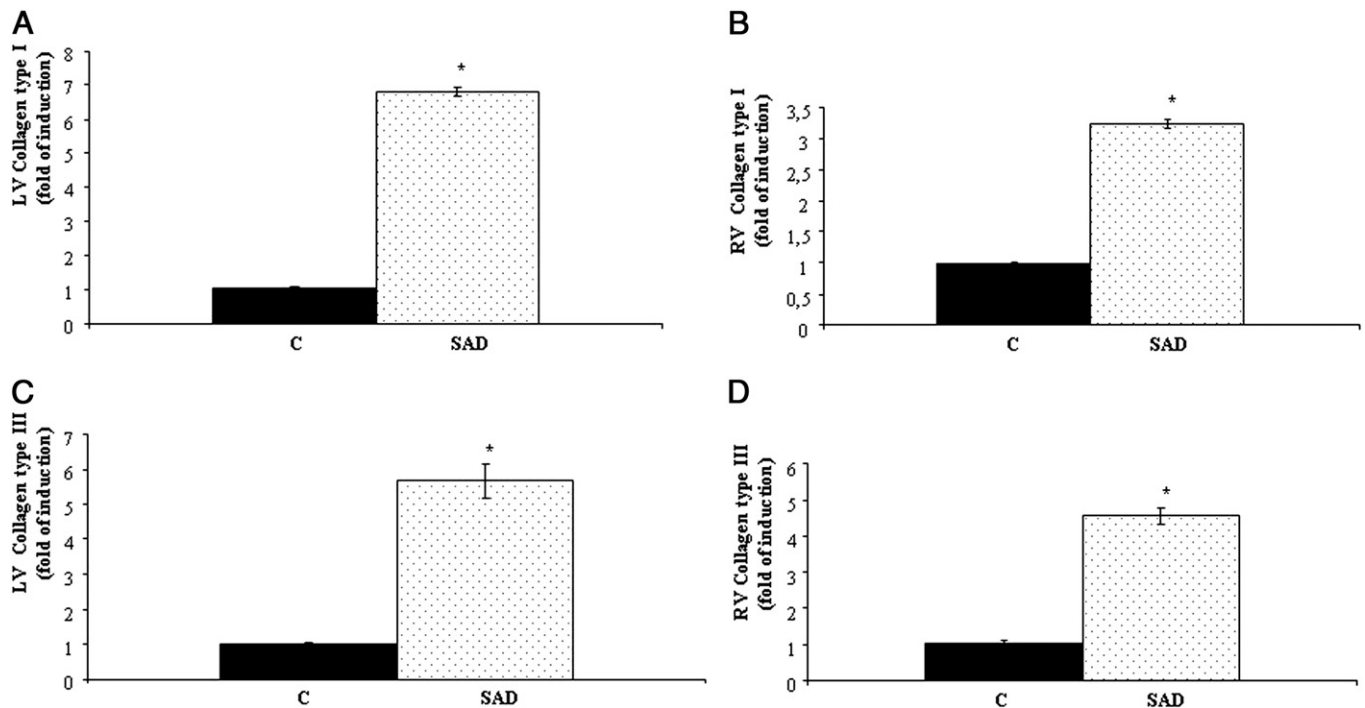 A
LV Collagen type I
(fold of induction)
8
7
6
5
4
3
2
1
0
*
C
SAD
B
RV Collagen type I
(fold of induction)
3,5
3
2,5
2
1,5
1
0,5
0
*
C
SAD
C
LV Collagen type III
(fold of induction)
7
6
5
4
3
2
1
0
*
C
SAD
D
RV Collagen type III
(fold of induction)
6
5
4
3
2
1
0
*
C
SAD